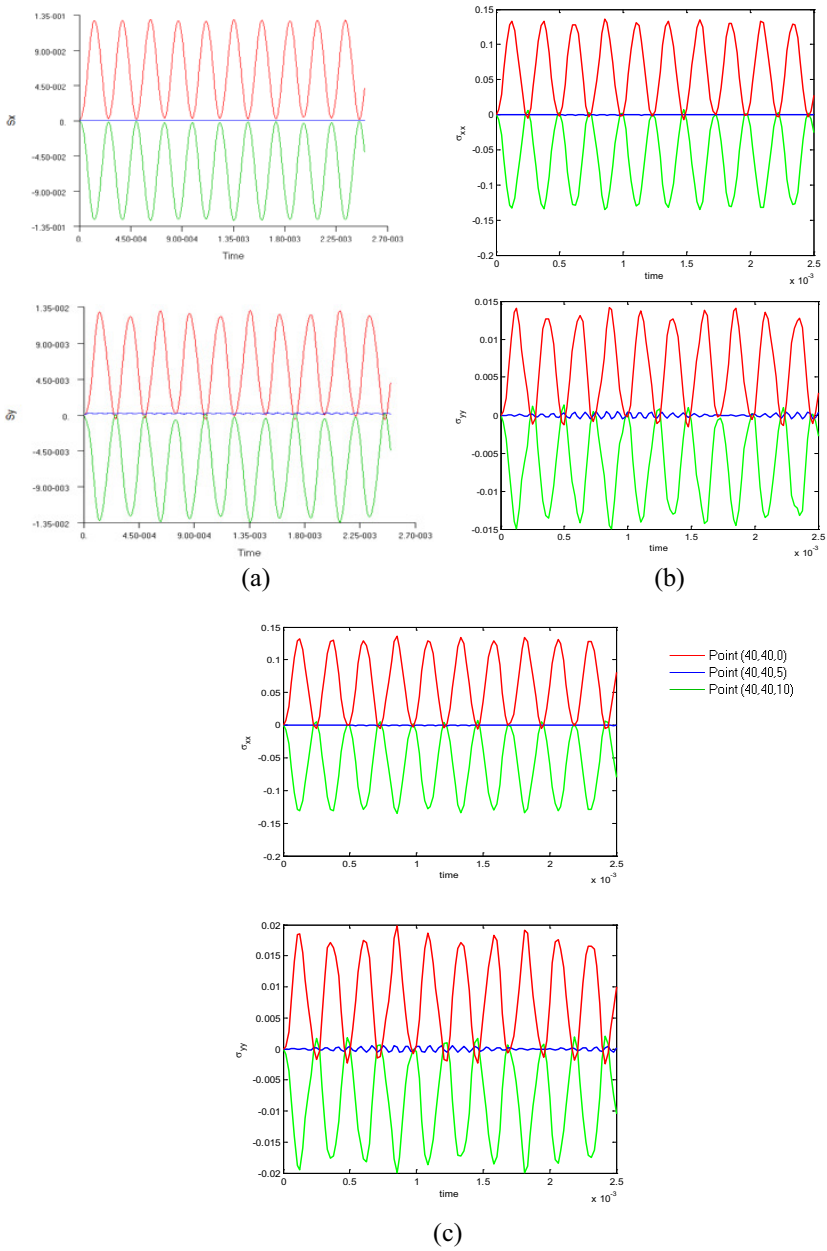 1.35-001
9.00-002
4.50-002
0.
-4.50-002
-9.00-002
-1.35-001
Sx
0 4.50-004 9.00-004 1.35-003 1.80-003 2.25-003 2.70-003
Time
0.15
0.1
0.05
0
-0.05
-0.1
-0.15
-0.2
σxx
0 0.5 1 1.5 2 2.5
time
x 10-3
1.35-002
9.00-003
4.50-003
0.
-4.50-003
-9.00-003
-1.35-002
Sy
0 4.50-004 9.00-004 1.35-003 1.80-003 2.25-003 2.70-003
Time
0.015
0.01
0.005
0
-0.005
-0.01
-0.015
σyy
0 0.5 1 1.5 2 2.5
time
x 10-3
(a)
(b)
0.15
0.1
0.05
0
-0.05
-0.1
-0.15
-0.2
σxx
0 0.5 1 1.5 2 2.5
time
x 10-3
Point (40,40,0)
Point (40,40,5)
Point (40,40,10)
0.02
0.015
0.01
0.005
0
-0.005
-0.01
-0.015
-0.02
σyy
0 0.5 1 1.5 2 2.5
time
x 10-3
(c)